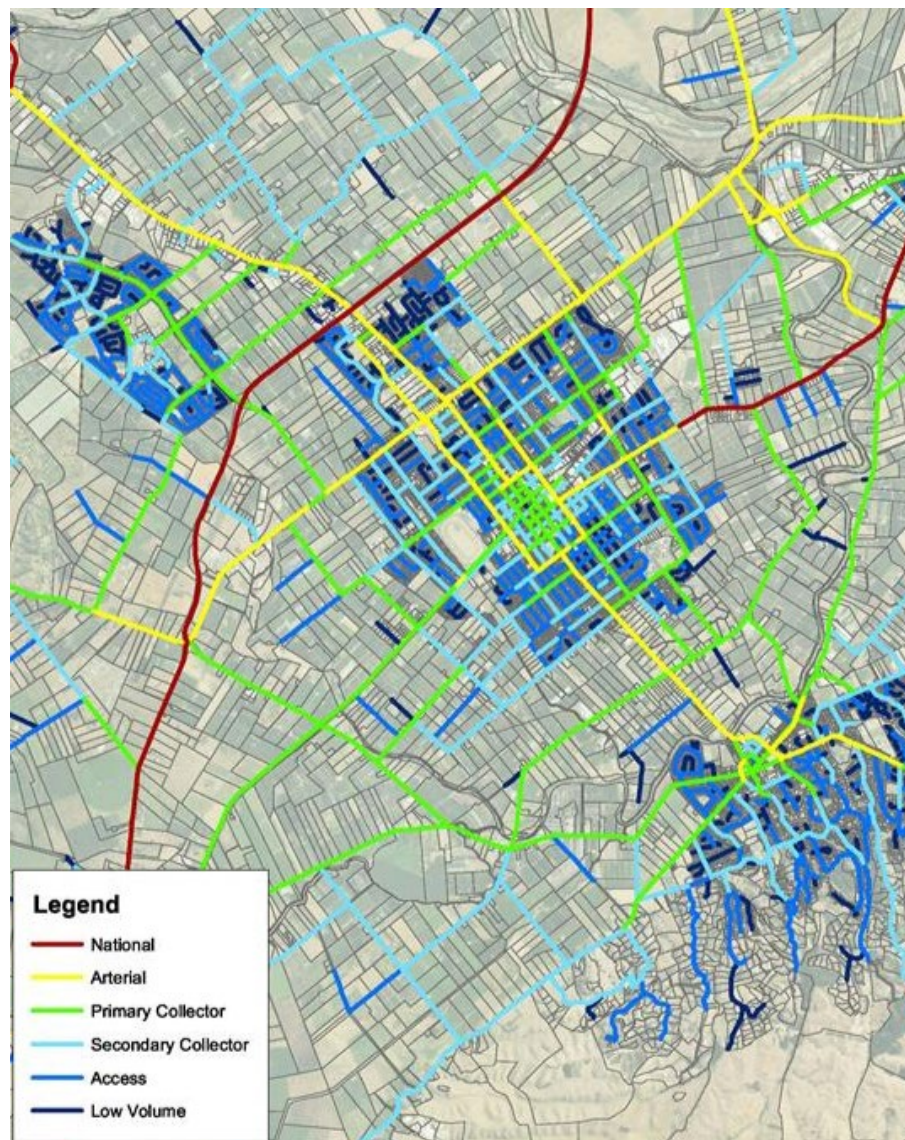 Legend
National
Arterial
Primary Collector
Secondary Collector
Access
Low Volume